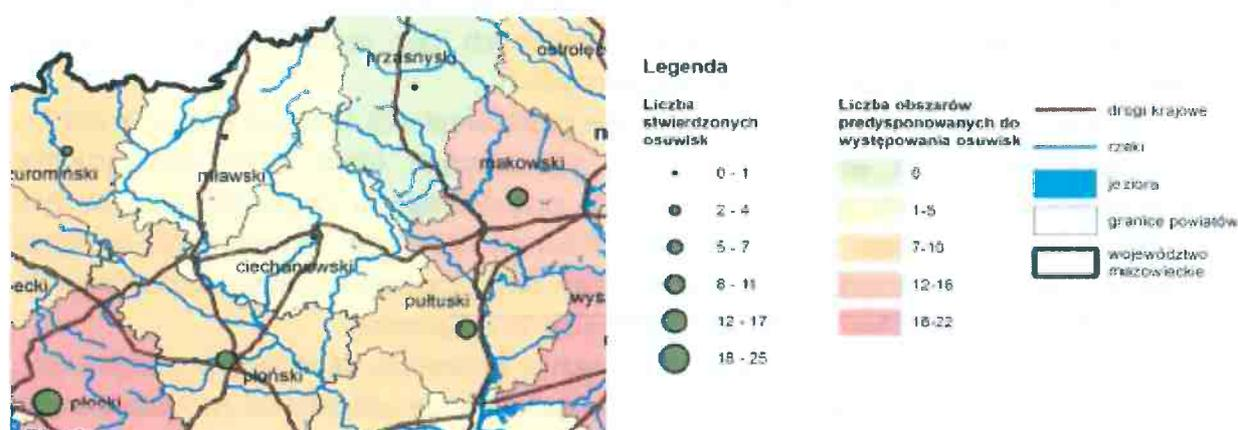 przasnyski
ostrołęc
makowski
żuromiński
mławski
ciechanowski
ecki
pułtuski
wys
płoński
płocki
Legenda
Liczba
stwierdzonych
osuwisk
0 - 1
2 - 4
5 - 7
8 - 11
12 - 17
18 - 25
Liczba obszarów
predysponowanych do
występowania osuwisk
0
1-5
7-10
12-16
18-22
drogi krajowe
rzeki
jeziora
granice powiatów
województwo
mazowieckie